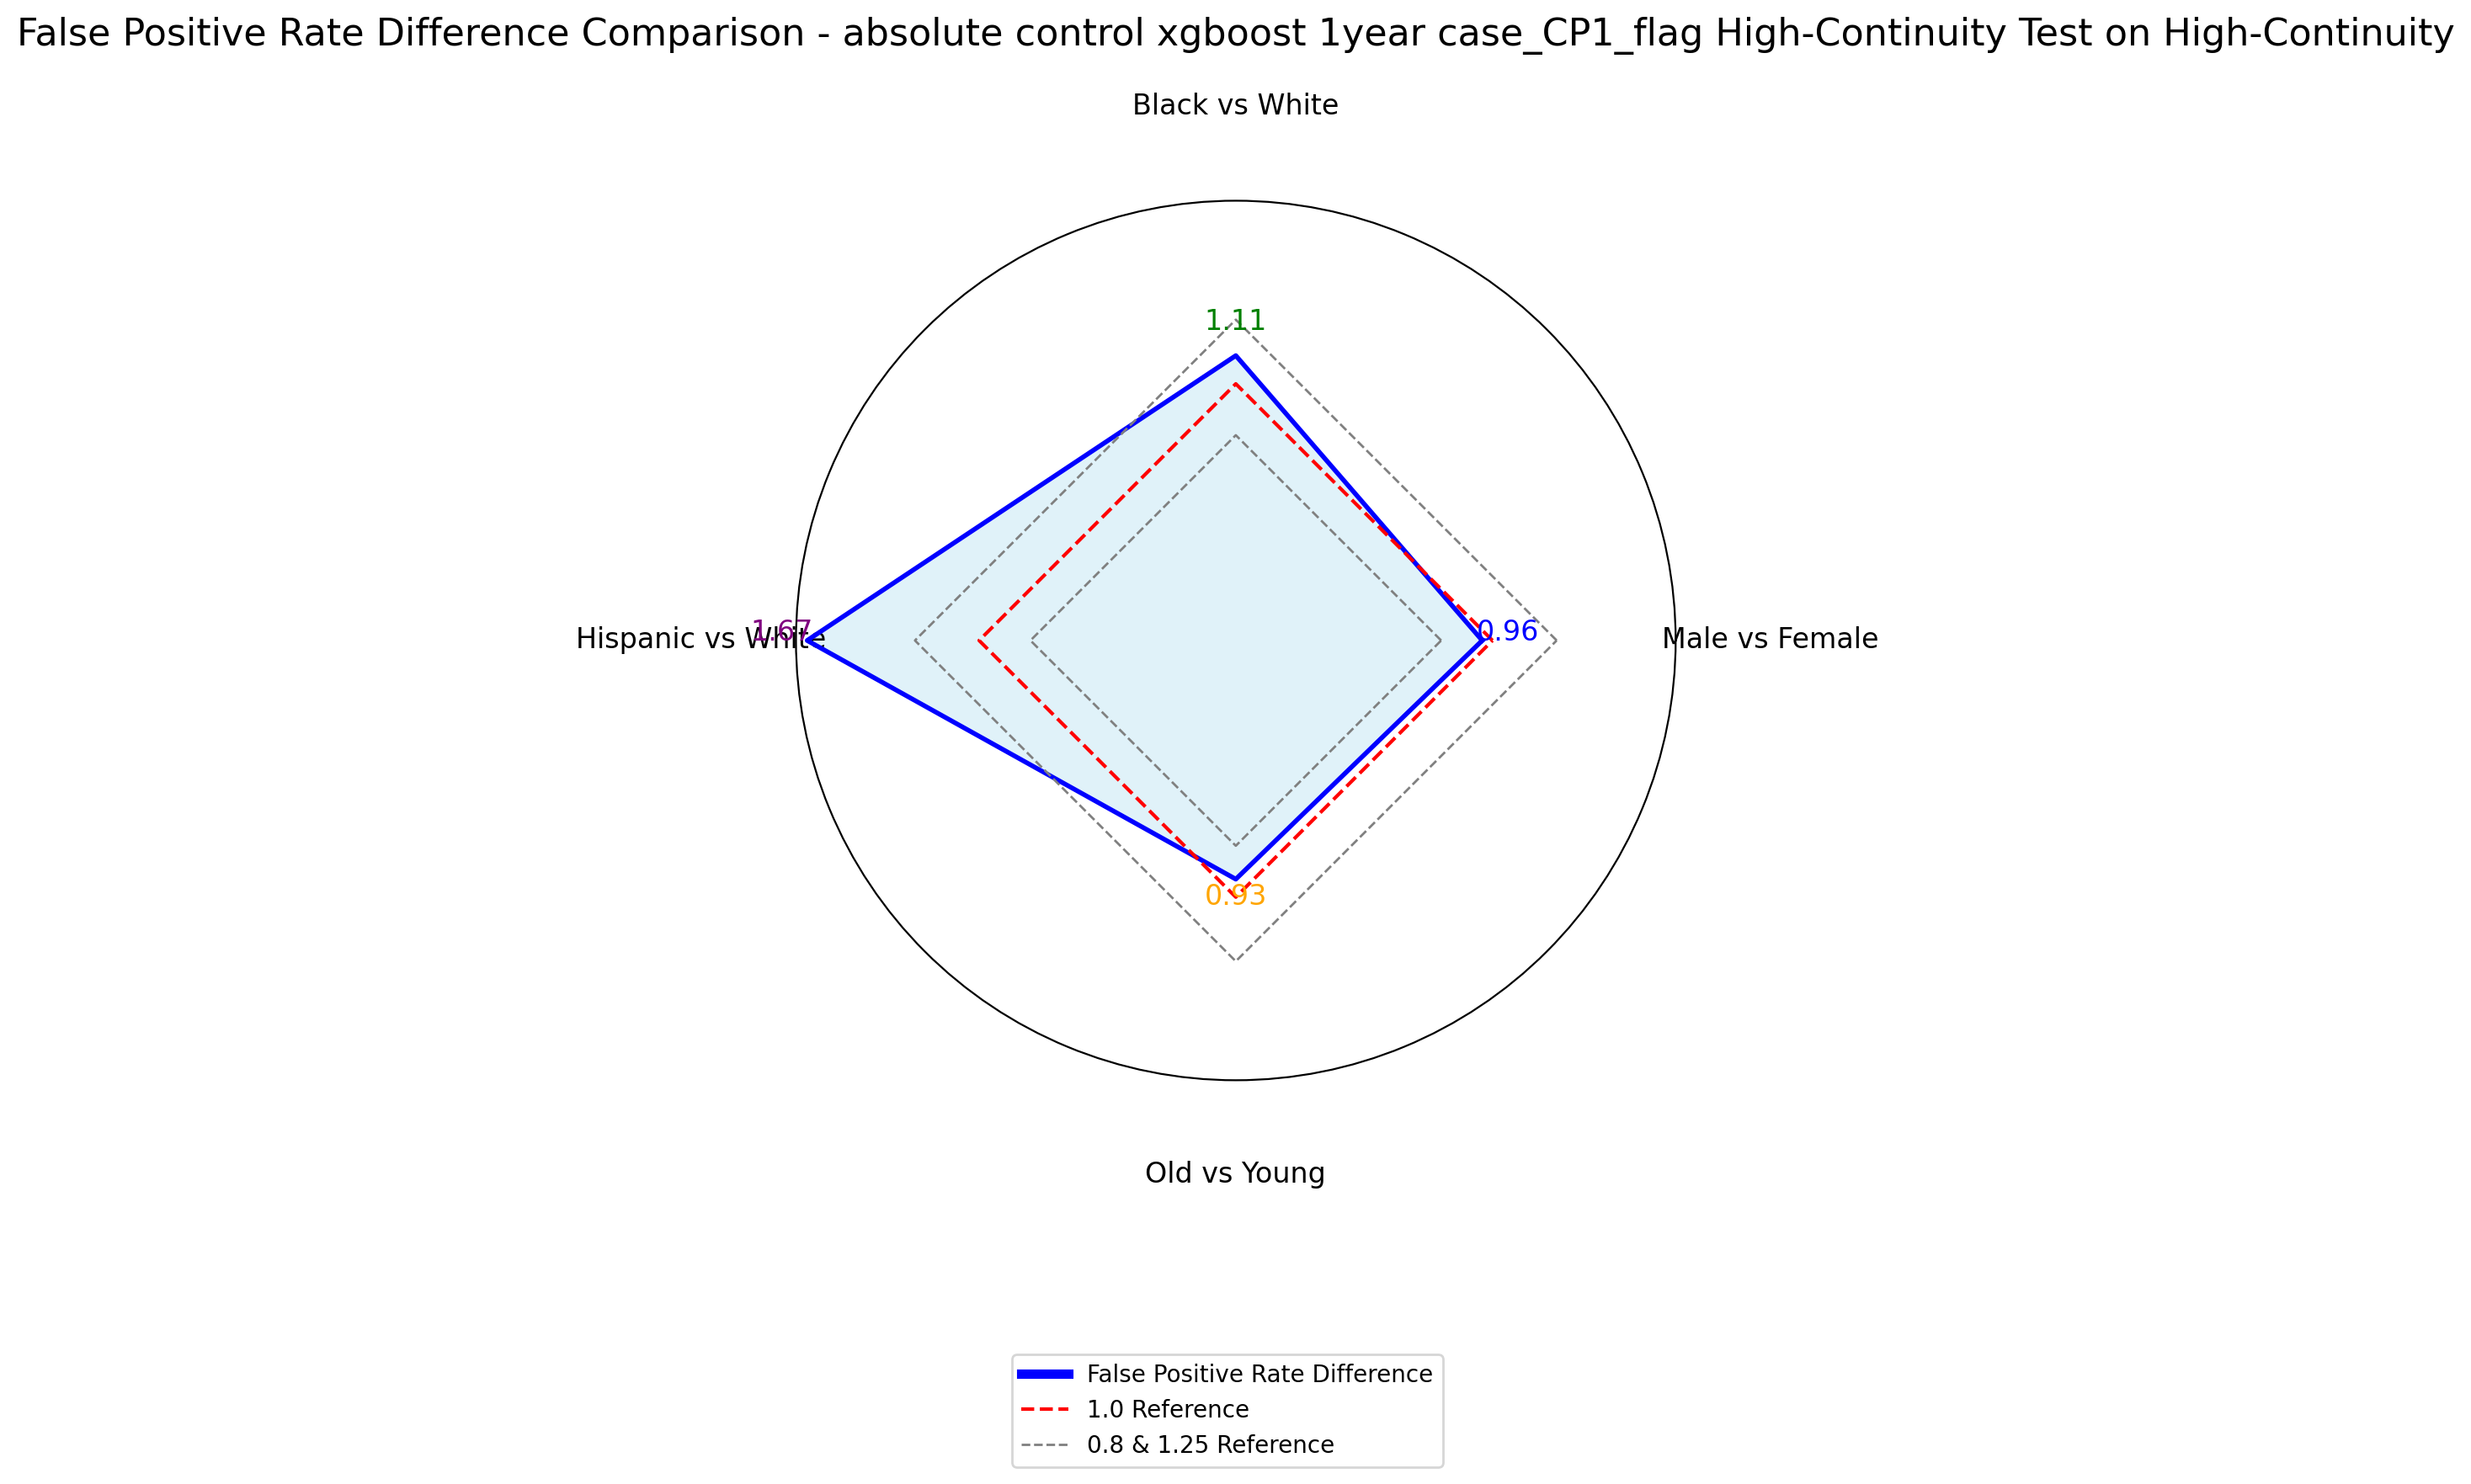 False Positive Rate Difference Comparison - absolute control xgboost 1year case_CP1_flag High-Continuity Test on High-Continuity
Black vs White
1.11
Hispanic vs White
1.67
0.96
Male vs Female
0.93
Old vs Young
False Positive Rate Difference
1.0 Reference
0.8 & 1.25 Reference